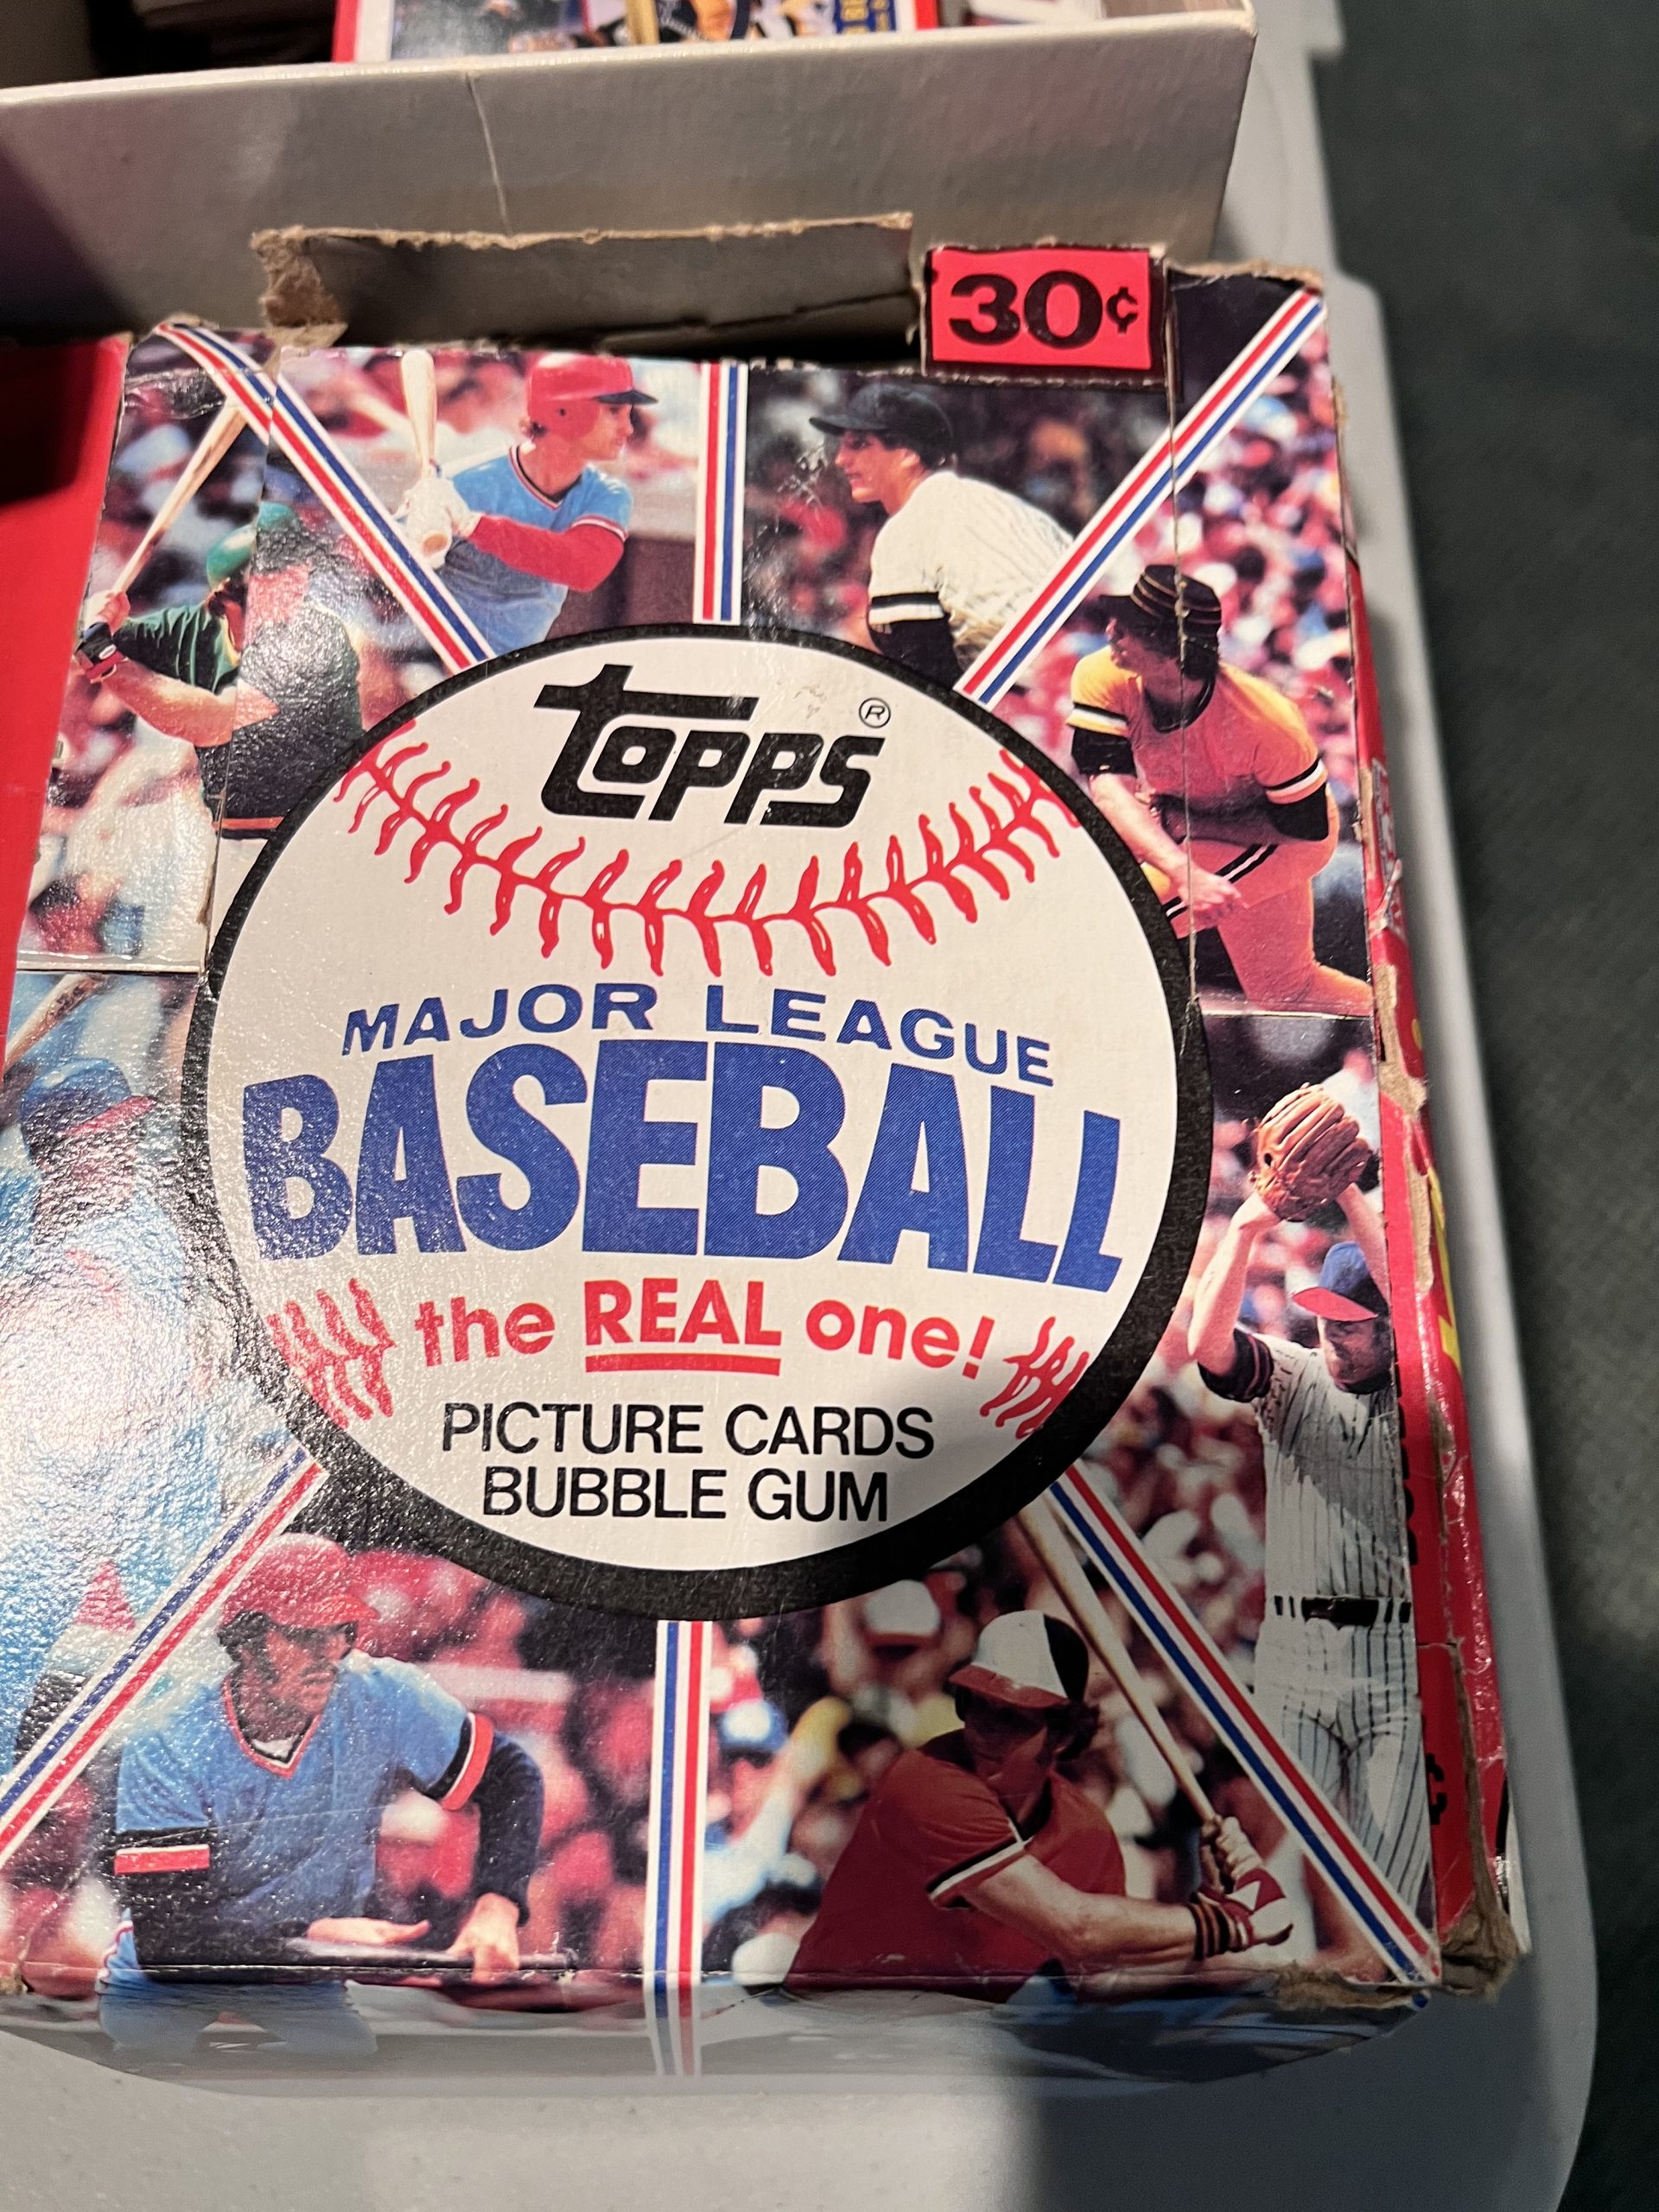 30¢
Topps®
MAJOR LEAGUE
BASEBALL
the REAL one!
PICTURE CARDS
BUBBLE GUM